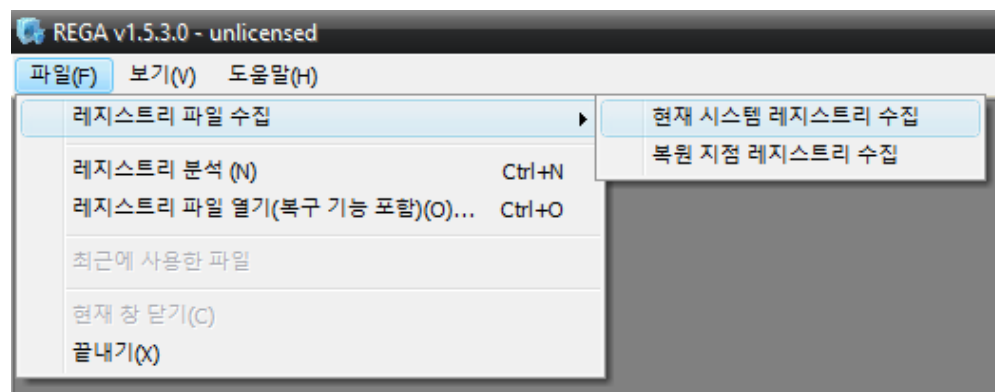 REGA v1.5.3.0 - unlicensed
파일(F) 보기(V) 도움말(H)
레지스트리 파일 수집
현재 시스템 레지스트리 수집
복원 지점 레지스트리 수집
레지스트리 분석 (N) Ctrl+N
레지스트리 파일 열기(복구 기능 포함)(O)... Ctrl+O
최근에 사용한 파일
현재 창 닫기(C)
끝내기(X)